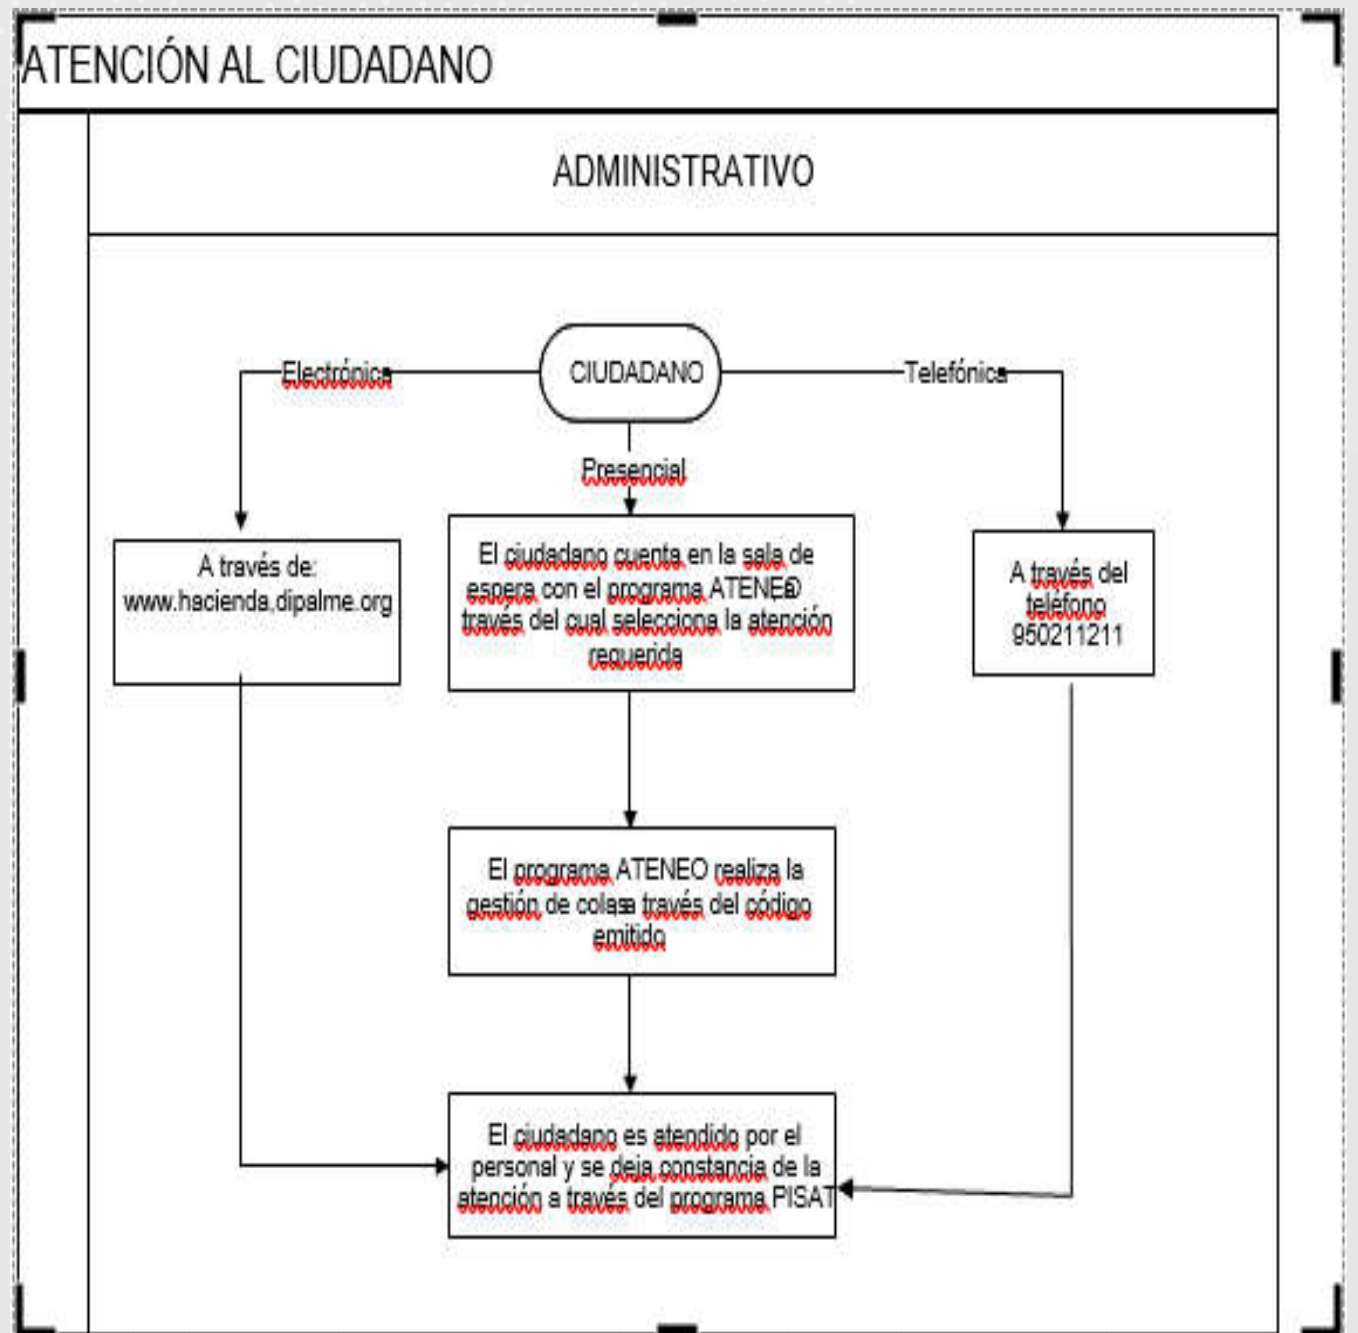 ATENCIÓN AL CIUDADANO
ADMINISTRATIVO
CIUDADANO
Electrónica
Telefónica
Presencial
A través de:
www.hacienda.dipalme.org
El ciudadano cuenta en la sala de
espera con el programa ATENEO a
través del cual selecciona la atención
requerida
A través del
teléfono
950211211
El programa ATENEO realiza la
gestión de colas a través del código
emitido
El ciudadano es atendido por el
personal y se deja constancia de la
atención a través del programa PISAT